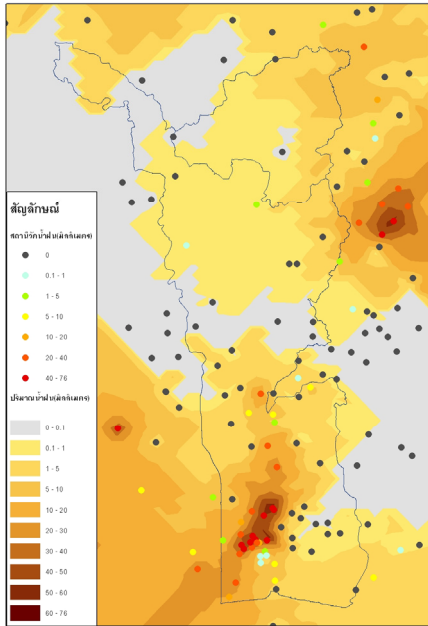 สัญลักษณ์
สถานีวัดน้ำฝน(มิลลิเมตร)
0
0.1 - 1
1 - 5
5 - 10
10 - 20
20 - 40
40 - 76
ปริมาณน้ำฝน(มิลลิเมตร)
0 - 0.1
0.1 - 1
1 - 5
5 - 10
10 - 20
20 - 30
30 - 40
40 - 50
50 - 60
60 - 76